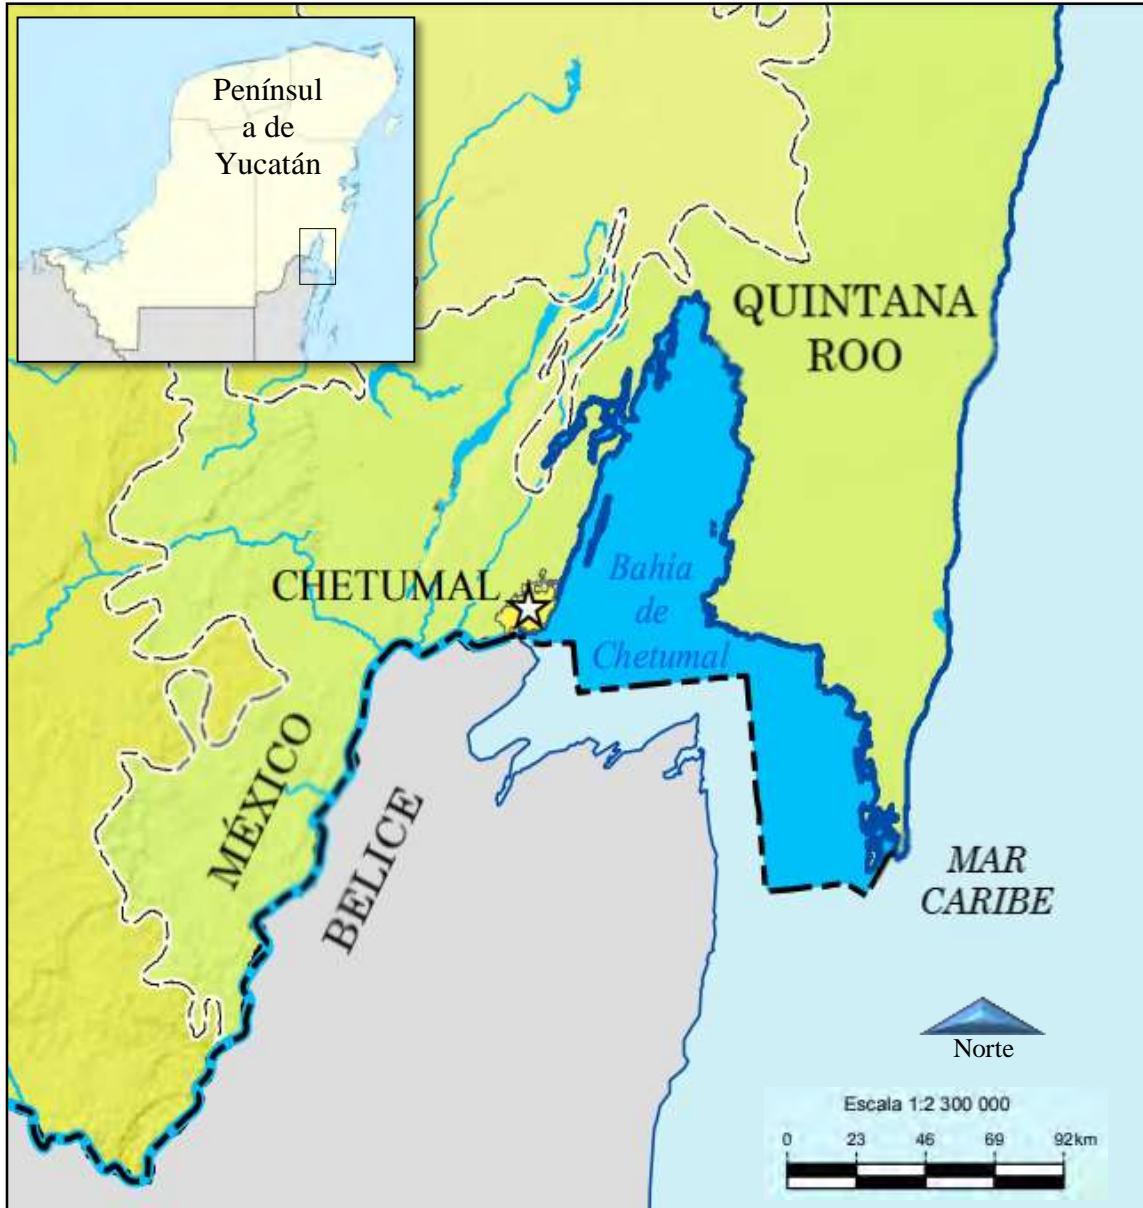 Penínsul
a de
Yucatán
QUINTANA
ROO
CHETUMAL
Bahía
de
Chetumal
MÉXICO
BELICE
MAR
CARIBE
Norte
Escala 1:2 300 000
0 23 46 69 92km